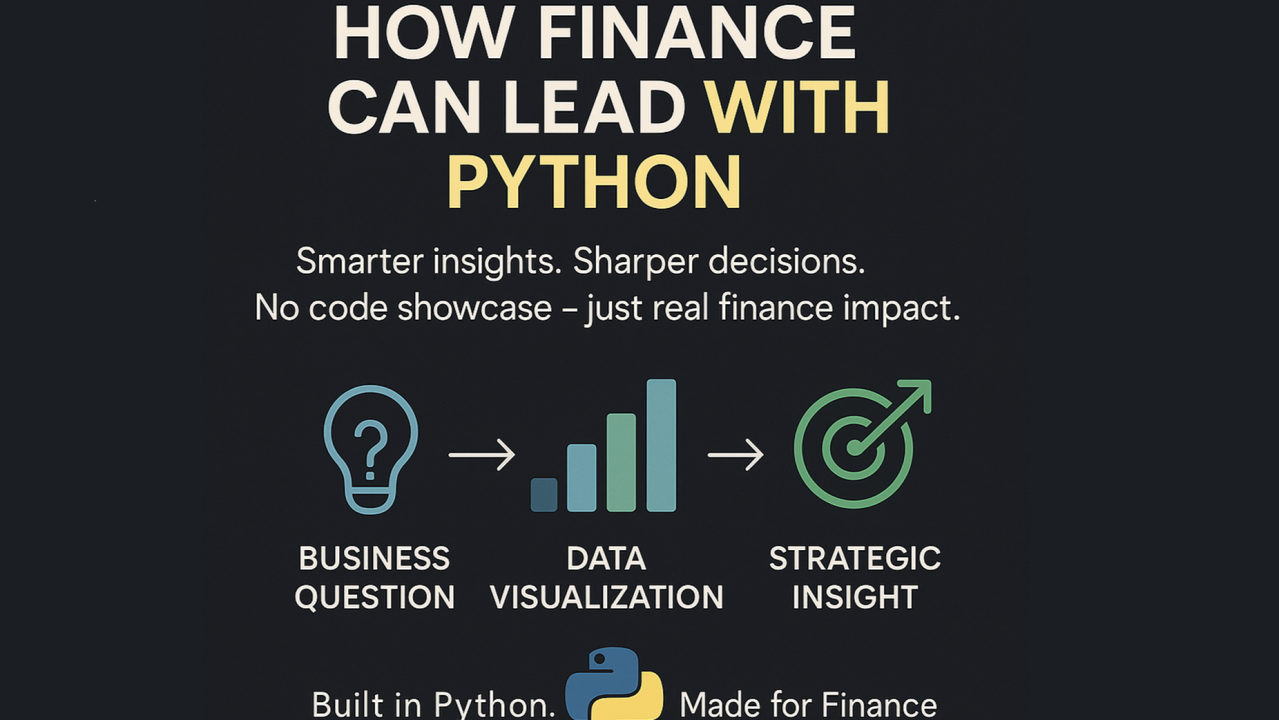 HOW FINANCE
CAN LEAD WITH
PYTHON
Smarter insights. Sharper decisions.
No code showcase – just real finance impact.
?
BUSINESS
QUESTION
DATA
VISUALIZATION
STRATEGIC
INSIGHT
Built in Python. Made for Finance